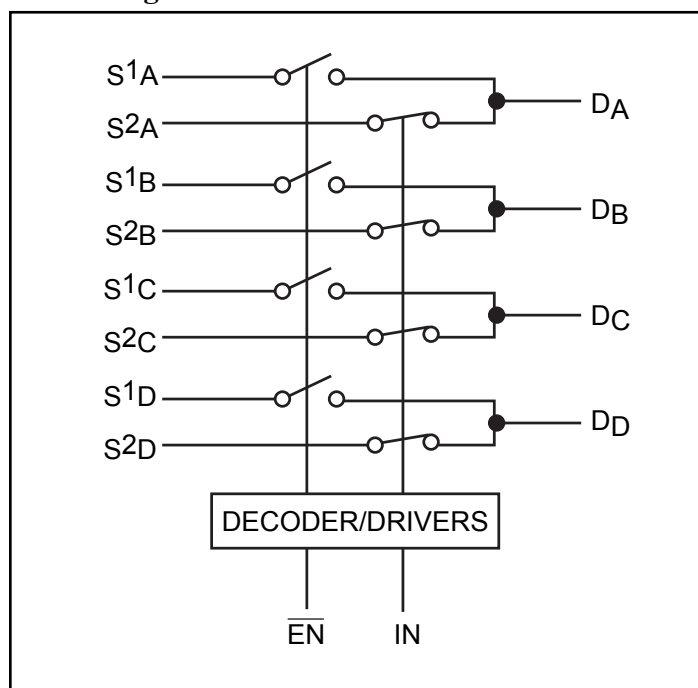 S1A
DA
S2A
S1B
DB
S2B
S1C
DC
S2C
S1D
DD
S2D
DECODER/DRIVERS
EN IN